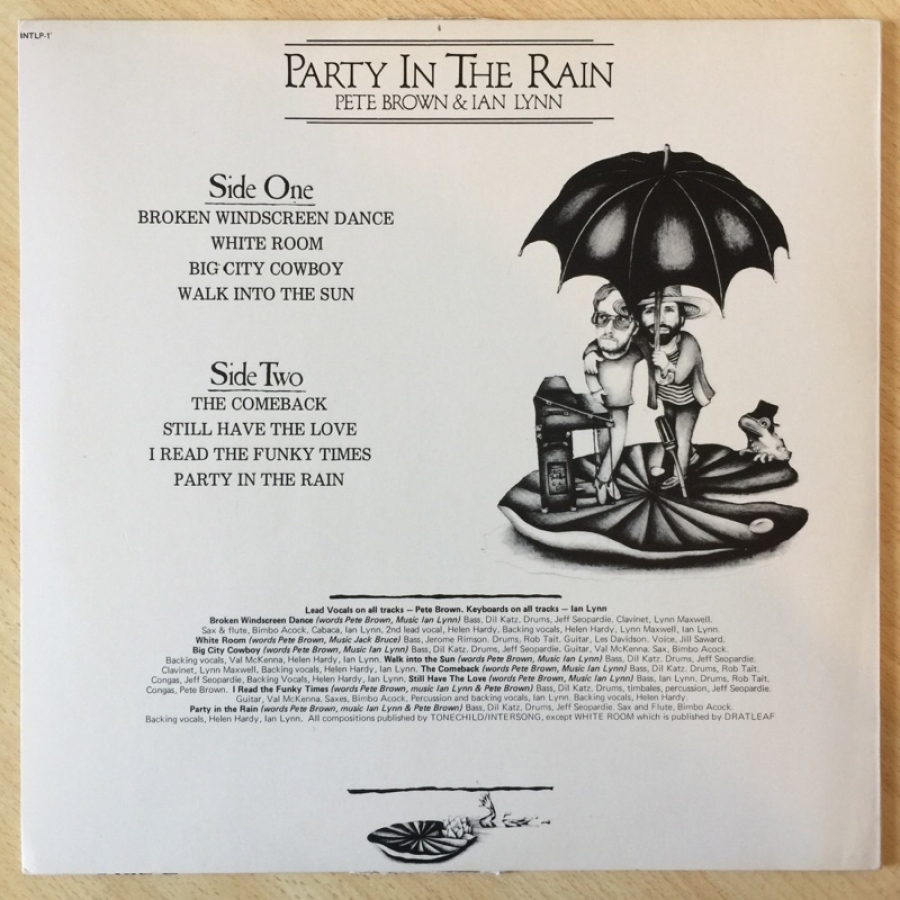 INTLP-1
PARTY IN THE RAIN
PETE BROWN & IAN LYNN
Side One
BROKEN WINDSCREEN DANCE
WHITE ROOM
BIG CITY COWBOY
WALK INTO THE SUN
Side Two
THE COMEBACK
STILL HAVE THE LOVE
I READ THE FUNKY TIMES
PARTY IN THE RAIN
Lead Vocals on all tracks — Pete Brown. Keyboards on all tracks — Ian Lynn
Broken Windscreen Dance (words Pete Brown, Music Ian Lynn) Bass, Dil Katz, Drums, Jeff Seopardie. Clavinet, Lynn Maxwell.
Sax & flute, Bimbo Acock. Cabaca, Ian Lynn. 2nd lead vocal, Helen Hardy. Backing vocals, Helen Hardy, Lynn Maxwell, Ian Lynn.
White Room (words Pete Brown, Music Jack Bruce) Bass, Jerome Rimson. Drums, Rob Tait. Guitar, Les Davidson. Voice, Jill Saward.
Big City Cowboy (words Pete Brown, Music Ian Lynn) Bass, Dil Katz. Drums, Jeff Seopardie. Guitar, Val McKenna. Sax, Bimbo Acock.
Backing vocals, Val McKenna, Helen Hardy, Ian Lynn. Walk into the Sun (words Pete Brown, Music Ian Lynn) Bass, Dil Katz. Drums, Jeff Seopardie.
Clavinet, Lynn Maxwell. Backing vocals, Helen Hardy, Ian Lynn. The Comeback (words Pete Brown, Music Ian Lynn) Bass, Dil Katz. Drums, Rob Tait.
Congas, Jeff Seopardie. Backing Vocals, Helen Hardy, Ian Lynn. Still Have The Love (words Pete Brown, Music Ian Lynn) Bass, Ian Lynn. Drums, Rob Tait.
Congas, Pete Brown. I Read the Funky Times (words Pete Brown, music Ian Lynn & Pete Brown) Bass, Dil Katz. Drums, timbales, percussion, Jeff Seopardie.
Guitar, Val McKenna. Saxes, Bimbo Acock. Percussion and backing vocals, Ian Lynn. Backing vocals, Helen Hardy.
Party in the Rain (words Pete Brown, music Ian Lynn & Pete Brown) Bass, Dil Katz. Drums, Jeff Seopardie. Sax and Flute, Bimbo Acock.
Backing vocals, Helen Hardy, Ian Lynn. All compositions published by TONECHILD/INTERSONG, except WHITE ROOM which is published by DRATLEAF